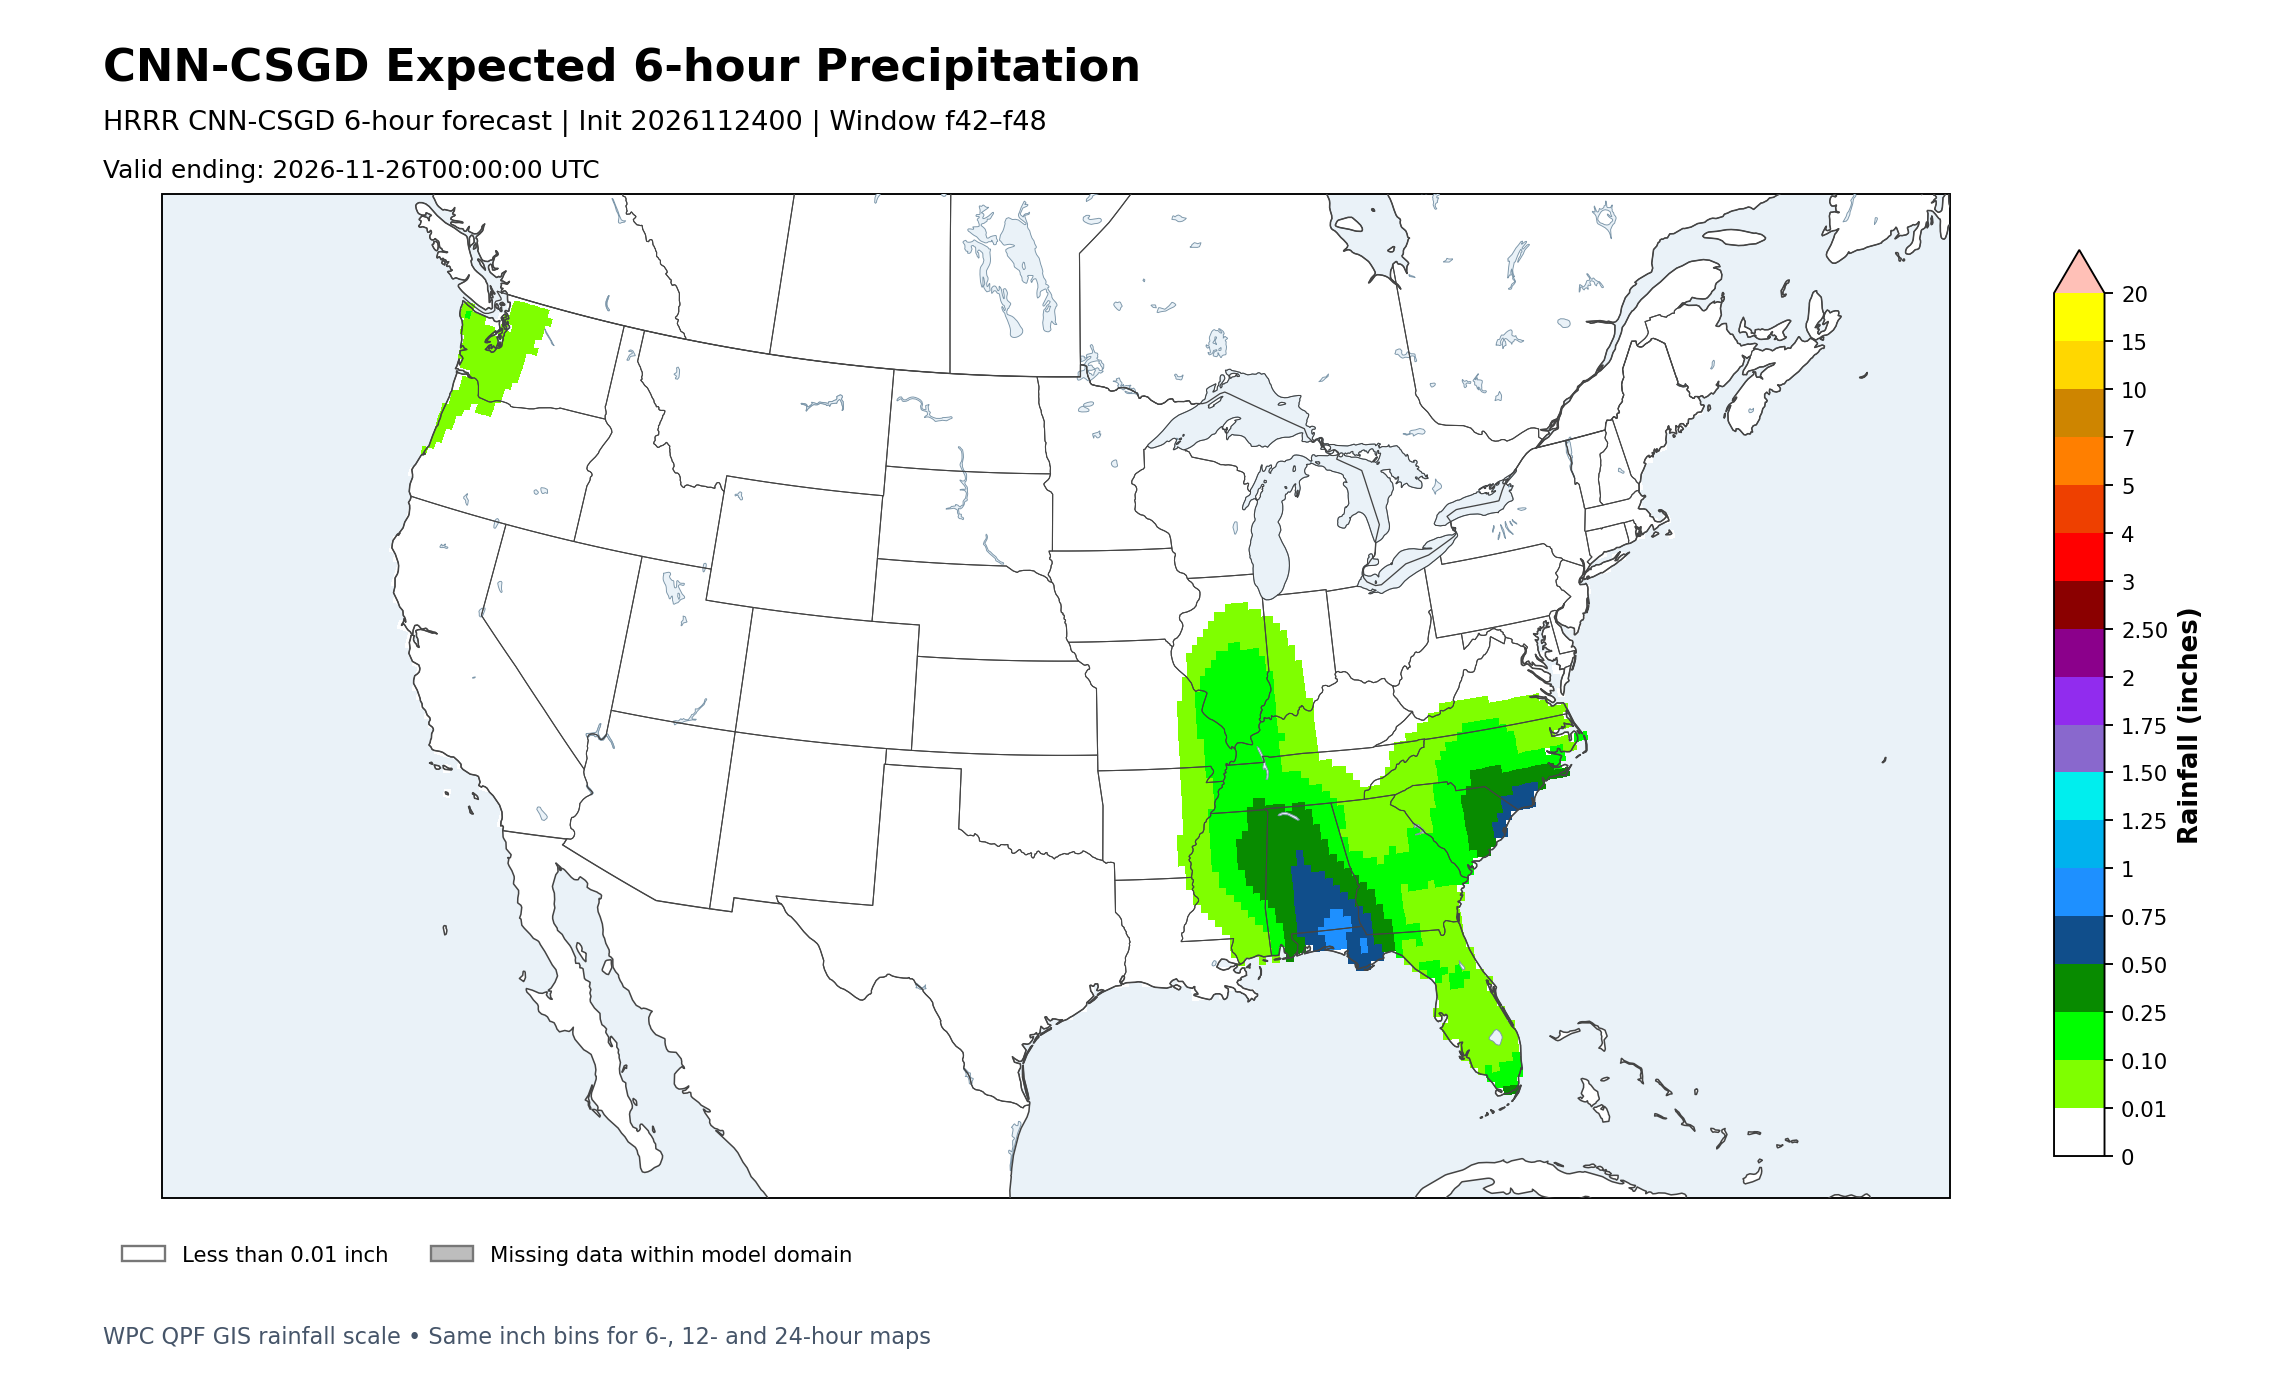 CNN-CSGD Expected 6-hour Precipitation
HRRR CNN-CSGD 6-hour forecast | Init 2026112400 | Window f42–f48
Valid ending: 2026-11-26T00:00:00 UTC
20
15
10
7
5
4
3
2.50
2
1.75
1.50
1.25
1
0.75
0.50
0.25
0.10
0.01
0
Rainfall (inches)
Less than 0.01 inch
Missing data within model domain
WPC QPF GIS rainfall scale • Same inch bins for 6-, 12- and 24-hour maps